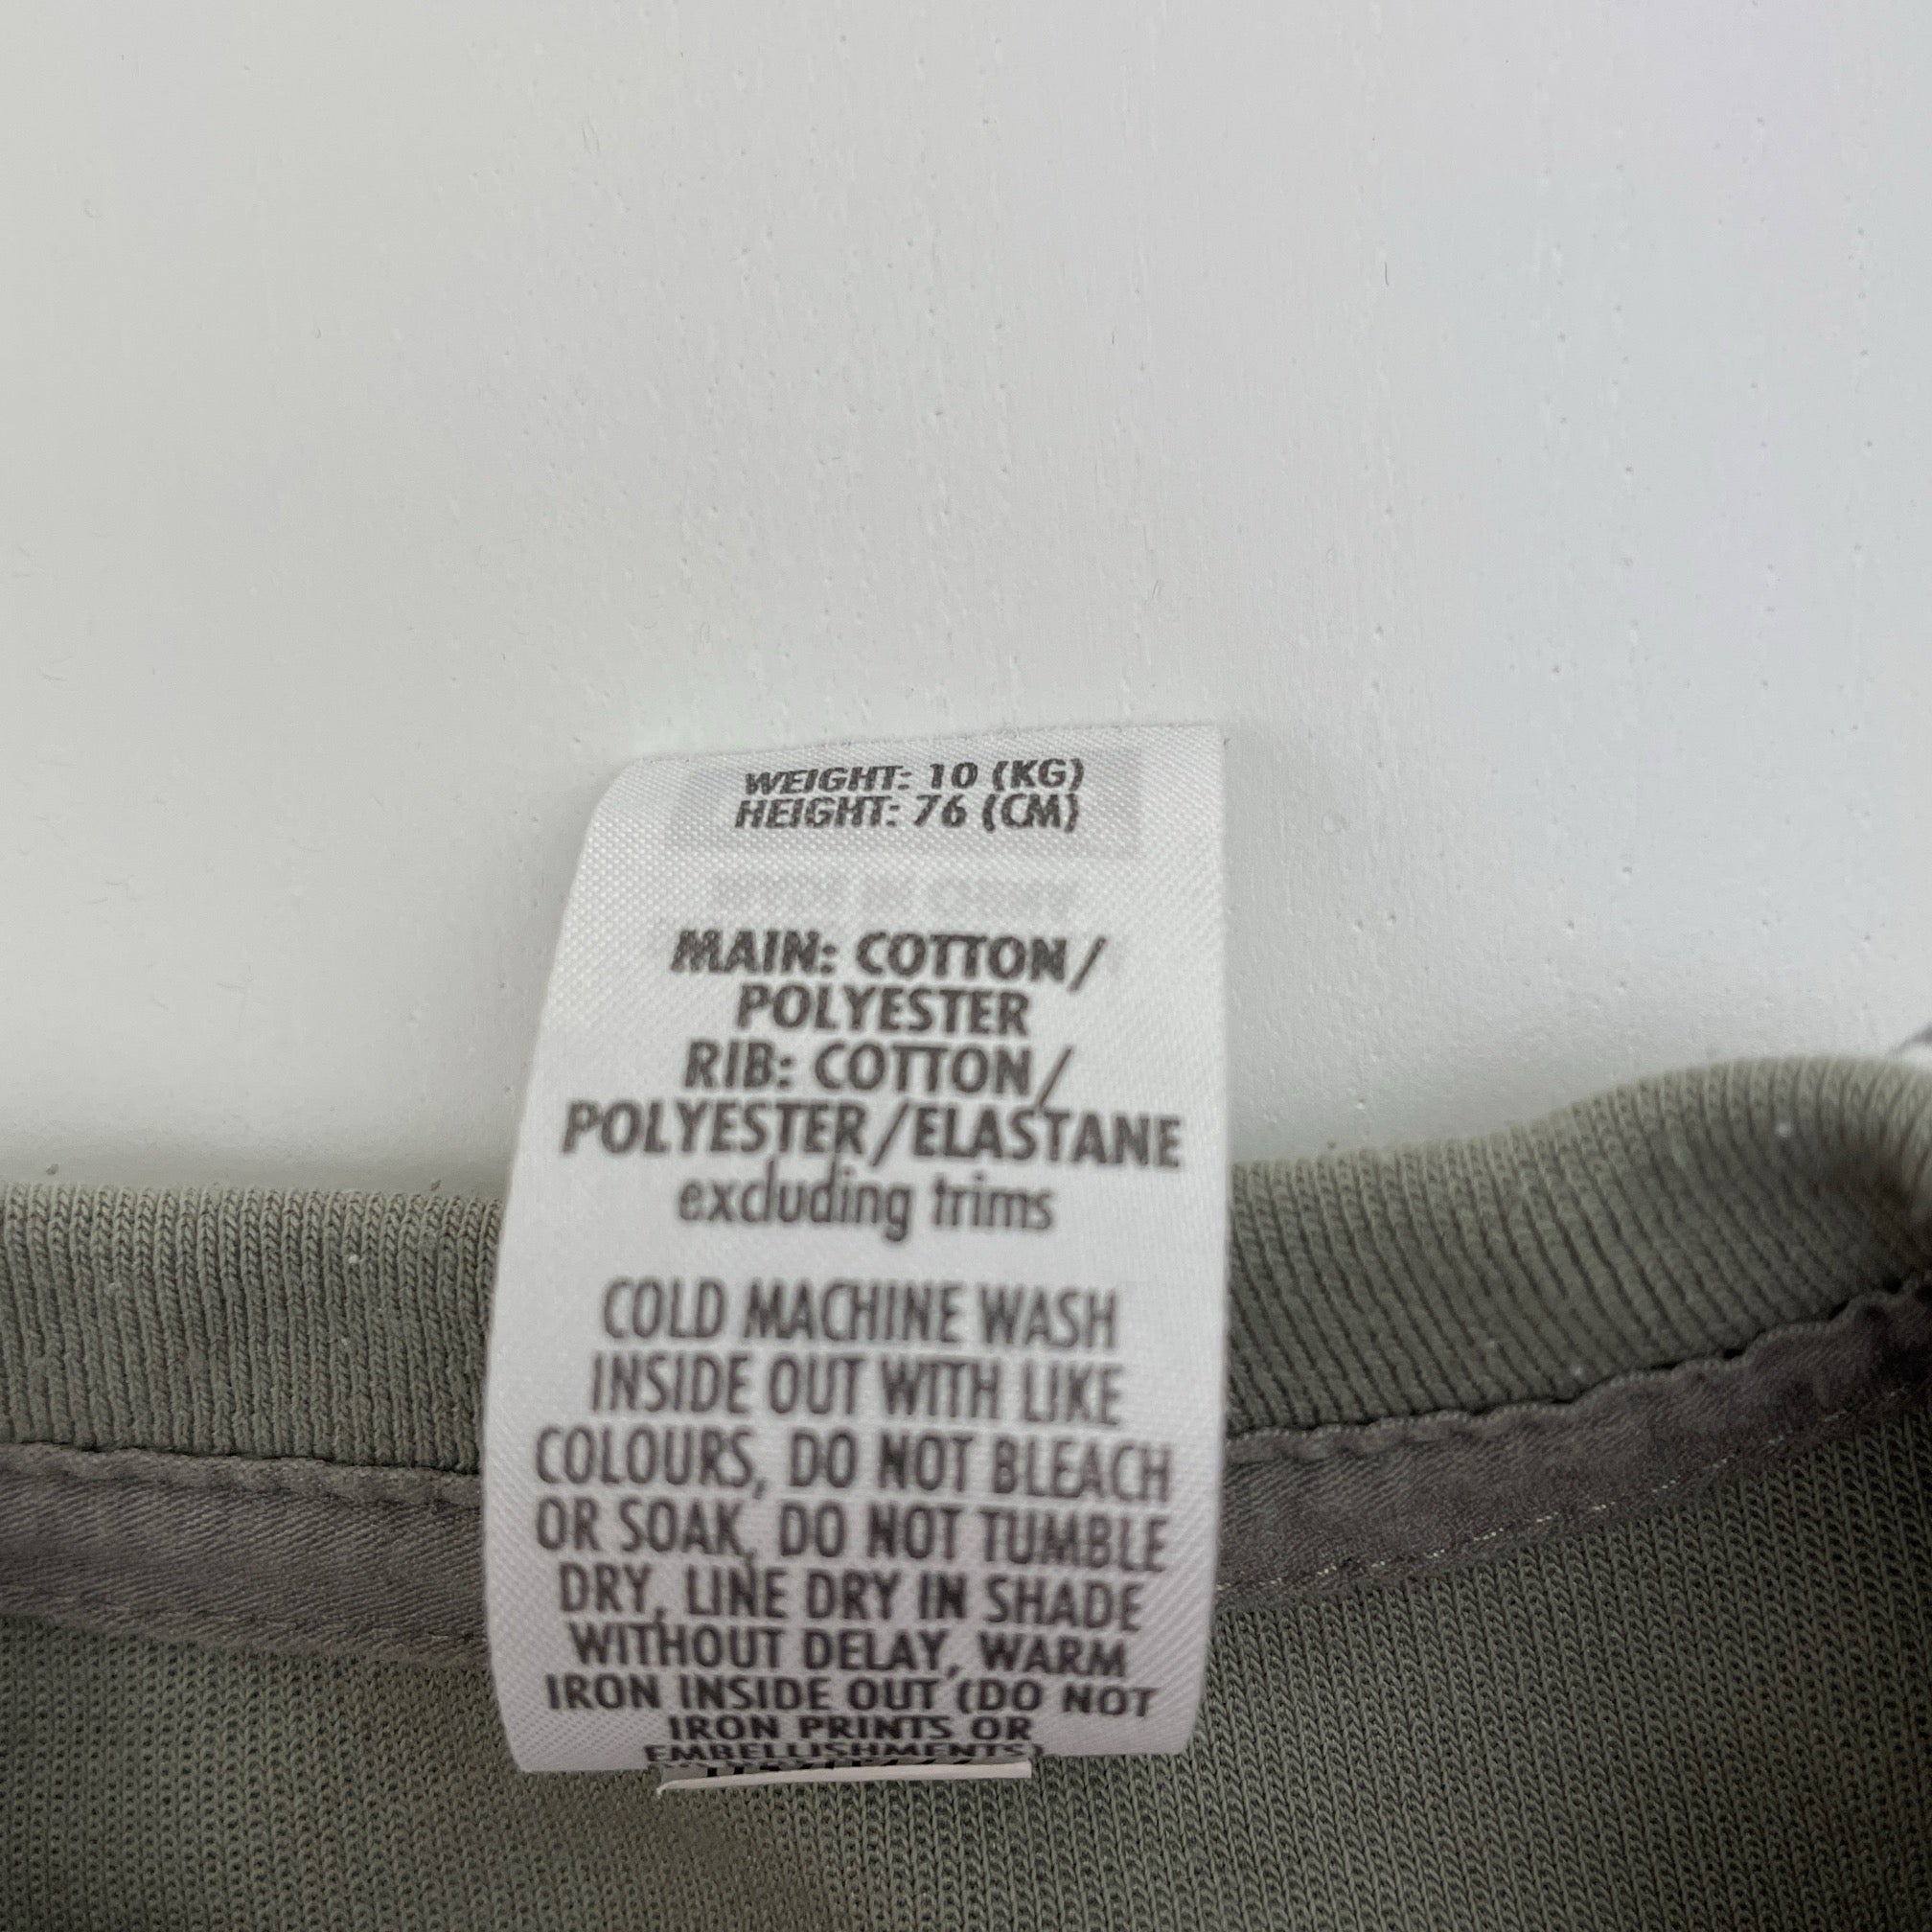 WEIGHT: 10 (KG)
HEIGHT: 76 (CM)
MAIN: COTTON/
POLYESTER
RIB: COTTON/
POLYESTER/ELASTANE
excluding trims
COLD MACHINE WASH
INSIDE OUT WITH LIKE
COLOURS, DO NOT BLEACH
OR SOAK, DO NOT TUMBLE
DRY, LINE DRY IN SHADE
WITHOUT DELAY, WARM
IRON INSIDE OUT (DO NOT
IRON PRINTS OR
EMBELLISHMENTS)